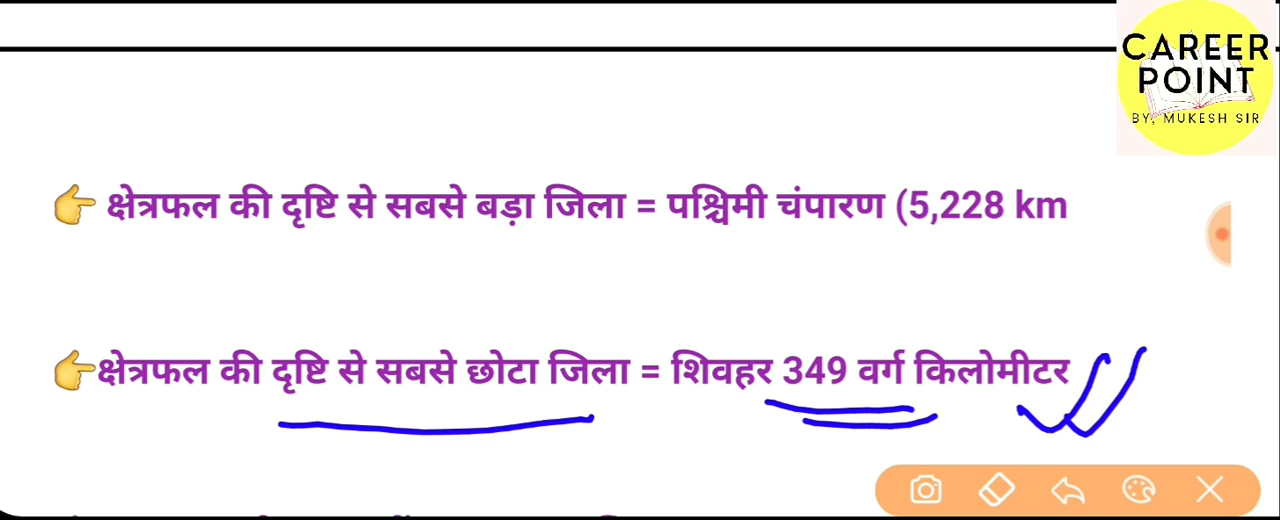 CAREER
POINT
BY, MUKESH SIR
👉 क्षेत्रफल की दृष्टि से सबसे बड़ा जिला = पश्चिमी चंपारण (5,228 km
👉क्षेत्रफल की दृष्टि से सबसे छोटा जिला = शिवहर 349 वर्ग किलोमीटर